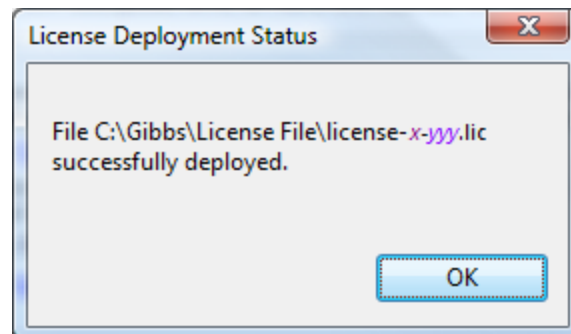 License Deployment Status
File C:\Gibbs\License File\license-x-yyy.lic
successfully deployed.
OK